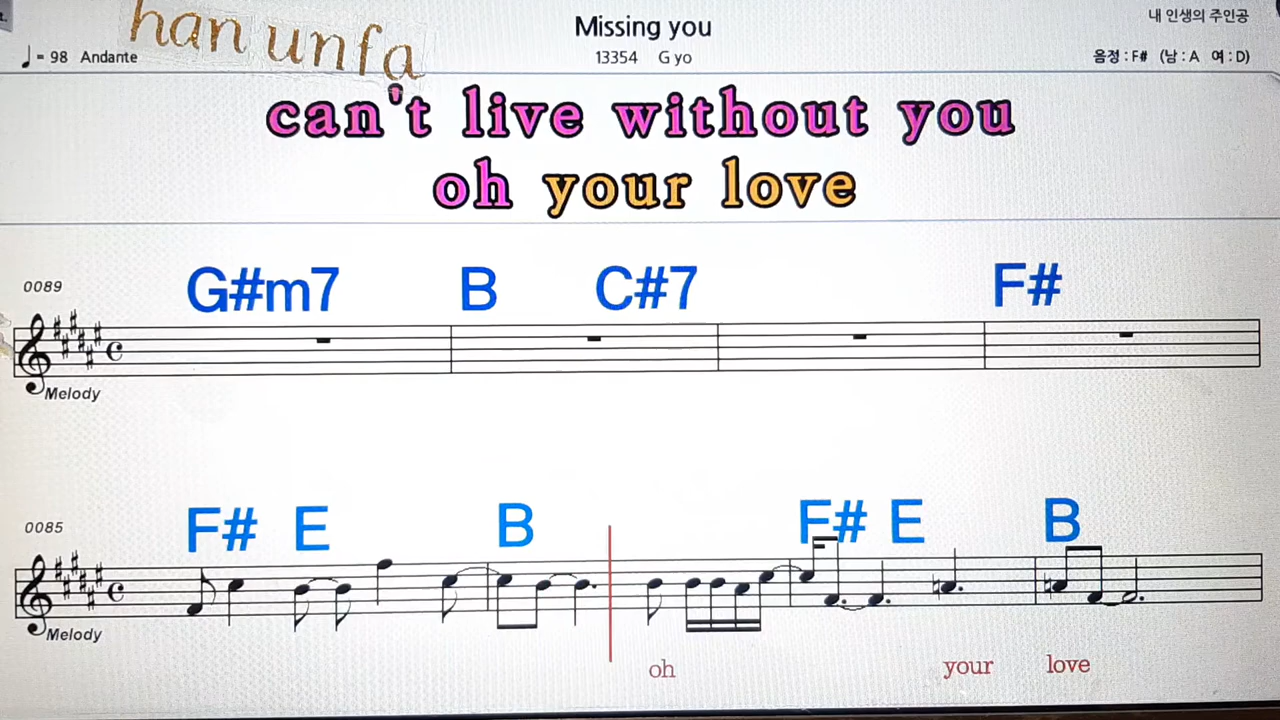 han unfa
Missing you
내 인생의 주인공
♩= 98 Andante
13354 G yo
음정 : F# (남 : A 여 : D)
can't live without you
oh your love
0089
G#m7 B C#7 F#
Melody
0085
F# E B F# E B
Melody
oh your love